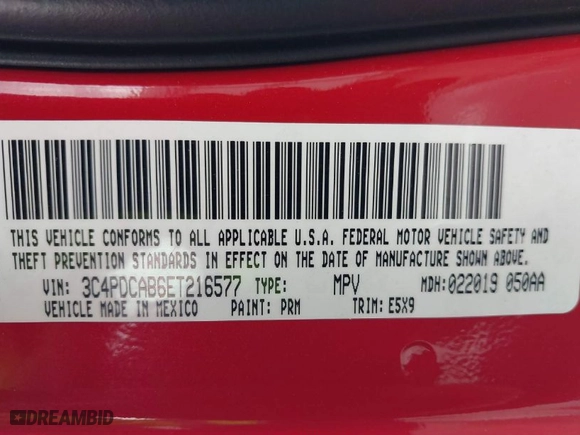 THIS VEHICLE CONFORMS TO ALL APPLICABLE U.S.A. FEDERAL MOTOR VEHICLE SAFETY AND
THEFT PREVENTION STANDARDS IN EFFECT ON THE DATE OF MANUFACTURE SHOWN ABOVE.
VIN: 3C4PDCAB6ET216577 TYPE: MPV MDH:022019 050AA
VEHICLE MADE IN MEXICO PAINT: PRM TRIM:E5X9
DREAMBID